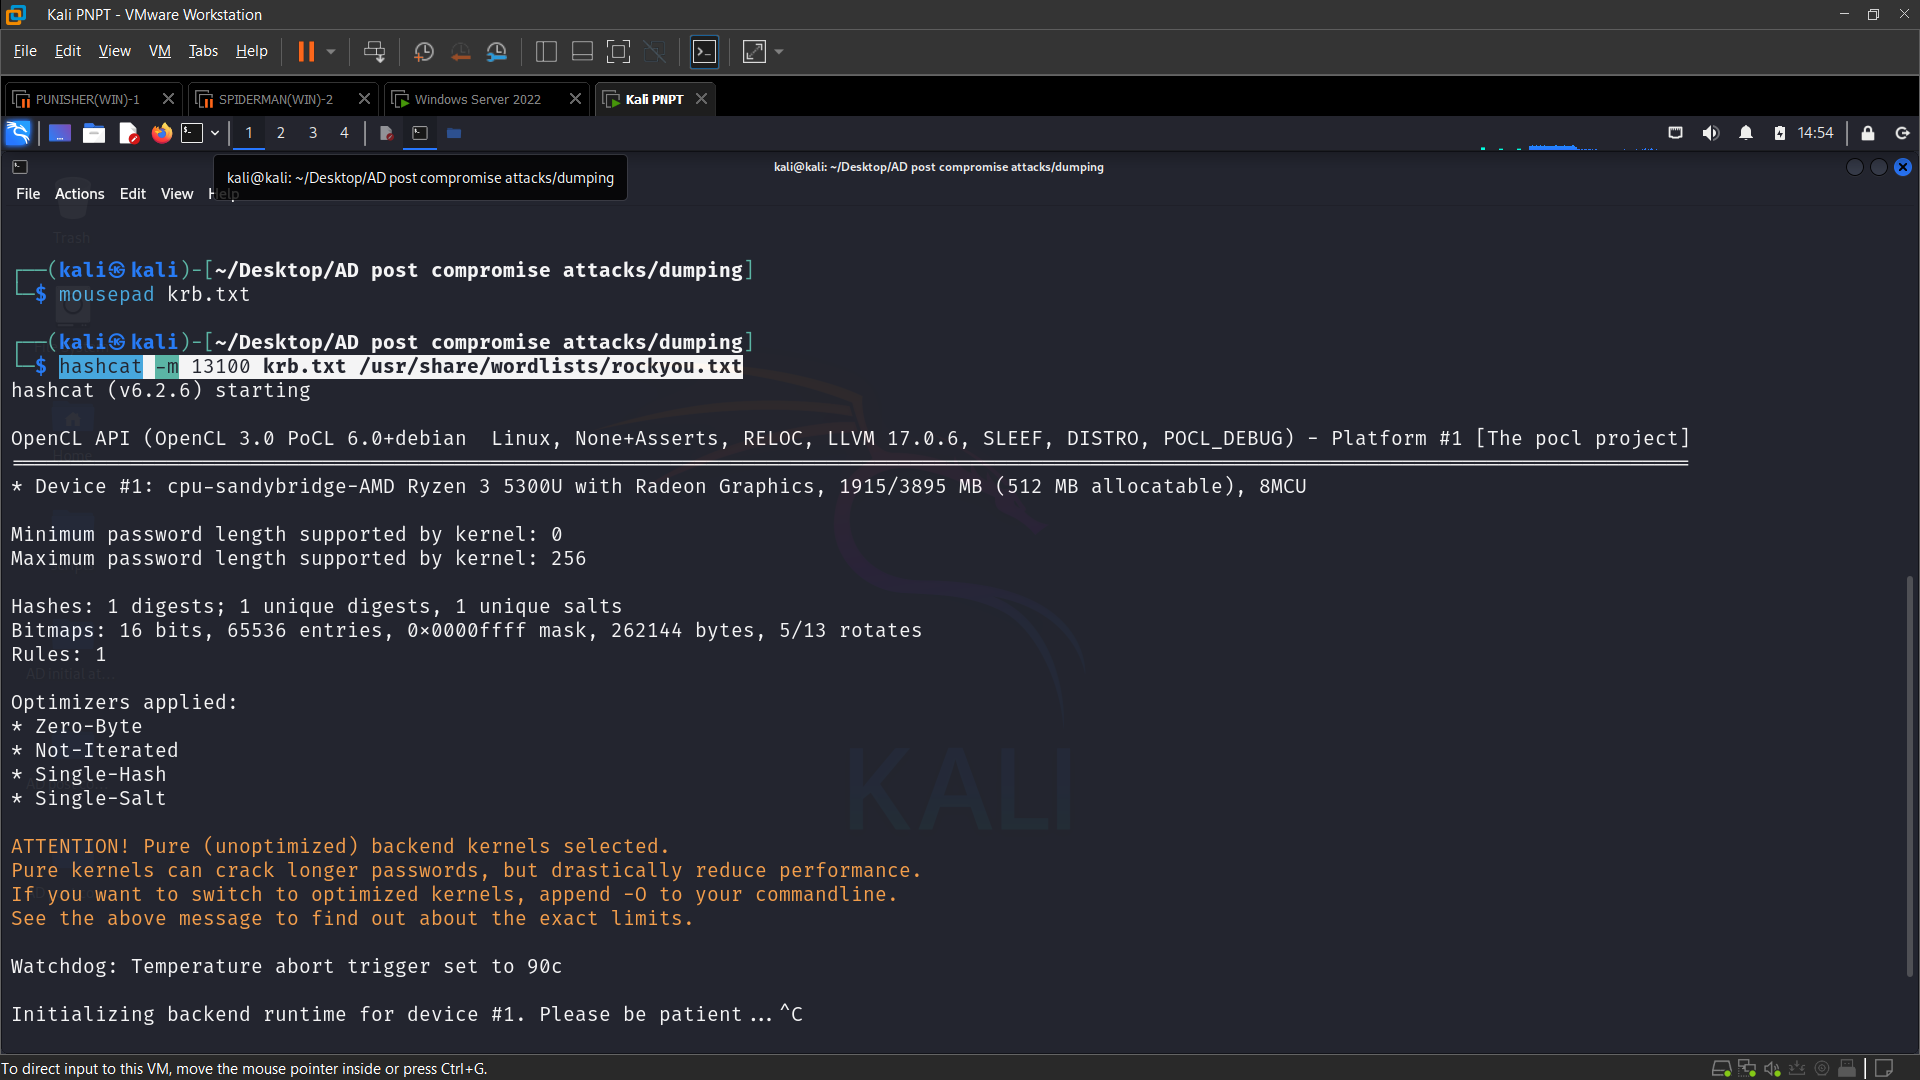 Kali PNPT - VMware Workstation
File Edit View VM Tabs Help
PUNISHER(WIN)-1 SPIDERMAN(WIN)-2 Windows Server 2022 Kali PNPT
1 2 3 4 14:54
kali@kali: ~/Desktop/AD post compromise attacks/dumping
kali@kali: ~/Desktop/AD post compromise attacks/dumping
File Actions Edit View Help
Trash
┌──(kali㉿kali)-[~/Desktop/AD post compromise attacks/dumping]
└─$ mousepad krb.txt
┌──(kali㉿kali)-[~/Desktop/AD post compromise attacks/dumping]
└─$ hashcat -m 13100 krb.txt /usr/share/wordlists/rockyou.txt
hashcat (v6.2.6) starting
OpenCL API (OpenCL 3.0 PoCL 6.0+debian  Linux, None+Asserts, RELOC, LLVM 17.0.6, SLEEF, DISTRO, POCL_DEBUG) - Platform #1 [The pocl project]
Home
* Device #1: cpu-sandybridge-AMD Ryzen 3 5300U with Radeon Graphics, 1915/3895 MB (512 MB allocatable), 8MCU
Minimum password length supported by kernel: 0
Maximum password length supported by kernel: 256
Hashes: 1 digests; 1 unique digests, 1 unique salts
Bitmaps: 16 bits, 65536 entries, 0×0000ffff mask, 262144 bytes, 5/13 rotates
Rules: 1
AD initial at...
Optimizers applied:
* Zero-Byte
* Not-Iterated
* Single-Hash
* Single-Salt
KALI
ATTENTION! Pure (unoptimized) backend kernels selected.
Pure kernels can crack longer passwords, but drastically reduce performance.
If you want to switch to optimized kernels, append -O to your commandline.
See the above message to find out about the exact limits.
Watchdog: Temperature abort trigger set to 90c
Initializing backend runtime for device #1. Please be patient...^C
To direct input to this VM, move the mouse pointer inside or press Ctrl+G.